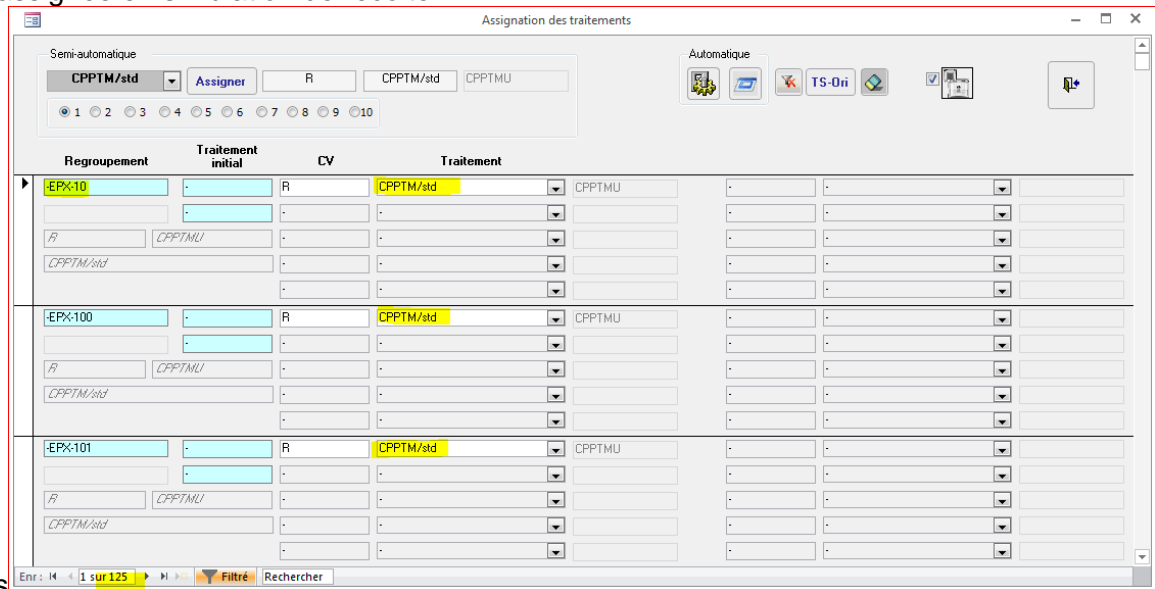 Assignation des traitements
Semi-automatique
Automatique
CPPTM/std Assigner R CPPTM/std CPPTMU
TS-Ori
1 2 3 4 5 6 7 8 9 10
Regroupement Traitement initial CV Traitement
-EPX-10 - R CPPTM/std CPPTMU - -
- - - - -
R CPPTMU - - - -
CPPTM/std - - - -
- - - -
-EPX-100 - R CPPTM/std CPPTMU - -
- - - - -
R CPPTMU - - - -
CPPTM/std - - - -
- - - -
-EPX-101 - R CPPTM/std CPPTMU - -
- - - - -
R CPPTMU - - - -
CPPTM/std - - - -
- - - -
s
Enr : 1 sur 125 Filtré Rechercher